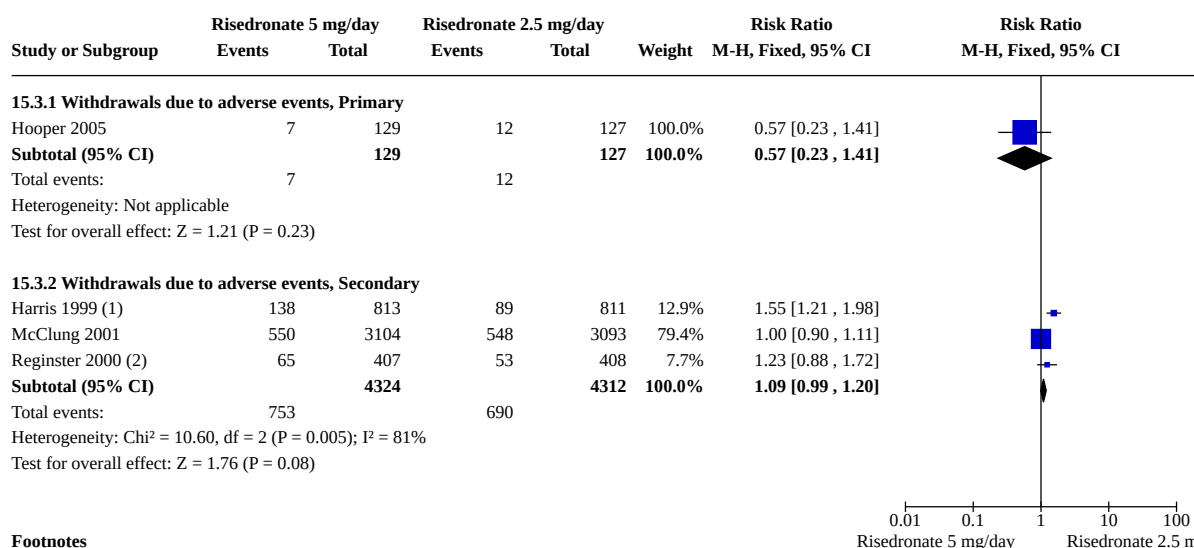 Risedronate 5 mg/day Risedronate 2.5 mg/day Risk Ratio Risk Ratio
Study or Subgroup Events Total Events Total Weight M-H, Fixed, 95% CI M-H, Fixed, 95% CI
15.3.1 Withdrawals due to adverse events, Primary
Hooper 2005 7 129 12 127 100.0% 0.57 [0.23 , 1.41]
Subtotal (95% CI) 129 127 100.0% 0.57 [0.23 , 1.41]
Total events: 7 12
Heterogeneity: Not applicable
Test for overall effect: Z = 1.21 (P = 0.23)
15.3.2 Withdrawals due to adverse events, Secondary
Harris 1999 (1) 138 813 89 811 12.9% 1.55 [1.21 , 1.98]
McClung 2001 550 3104 548 3093 79.4% 1.00 [0.90 , 1.11]
Reginster 2000 (2) 65 407 53 408 7.7% 1.23 [0.88 , 1.72]
Subtotal (95% CI) 4324 4312 100.0% 1.09 [0.99 , 1.20]
Total events: 753 690
Heterogeneity: Chi² = 10.60, df = 2 (P = 0.005); I² = 81%
Test for overall effect: Z = 1.76 (P = 0.08)
0.01 0.1 1 10 100
Footnotes Risedronate 5 mg/day Risedronate 2.5